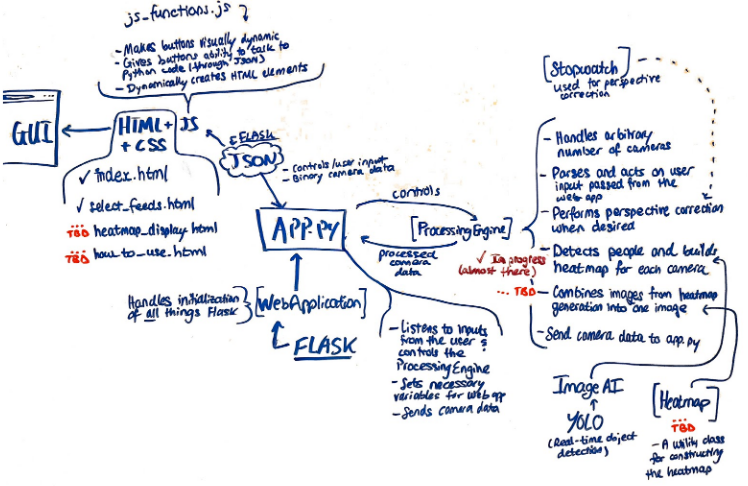 js_functions.js
- Makes buttons visually dynamic
- Gives buttons ability to talk to
Python code (through JSON)
- Dynamically creates HTML elements
GUI
HTML + JS
+ CSS
✓ index.html
✓ select_feeds.html
TBD heatmap_display.html
TBD how_to_use.html
FLASK
JSON
- Controls/user input
- Binary camera data
APP.PY
controls
[ProcessingEngine]
processed
camera
data
Handles initialization
of all things Flask
[WebApplication]
FLASK
- Listens to inputs
from the user &
controls the
ProcessingEngine
- Sets necessary
variables for web app
- Sends camera data
[Stopwatch]
used for perspective
correction
- Handles arbitrary
number of cameras
- Parses and acts on user
input passed from the
web app
- Performs perspective correction
when desired
✓ In progress
(almost there)
- Detects people and builds
heatmap for each camera
... TBD
- Combines images from heatmap
generation into one image
- Send camera data to app.py
ImageAI
YOLO
(Real-time object
detection)
[Heatmap]
TBD
- A utility class
for constructing
the heatmap